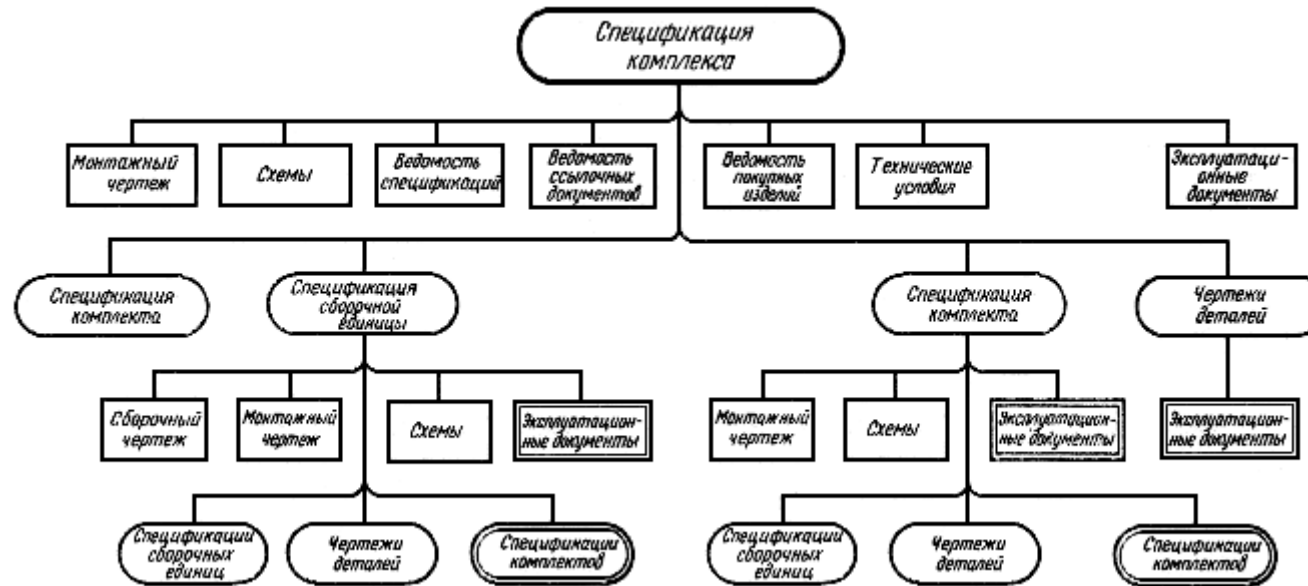 Спецификация
комплекса
Монтажный
чертеж
Схемы
Ведомость
спецификаций
Ведомость
ссылочных
документов
Ведомость
покупных
изделий
Технические
условия
Эксплуатаци-
онные
документы
Спецификация
комплекта
Спецификация
сборочной
единицы
Спецификация
комплекта
Чертежи
деталей
Сборочный
чертеж
Монтажный
чертеж
Схемы
Эксплуатацион-
ные документы
Монтажный
чертеж
Схемы
Эксплуатацион-
ные документы
Эксплуатацион-
ные документы
Спецификации
сборочных
единиц
Чертежи
деталей
Спецификации
комплектов
Спецификации
сборочных
единиц
Чертежи
деталей
Спецификации
комплектов